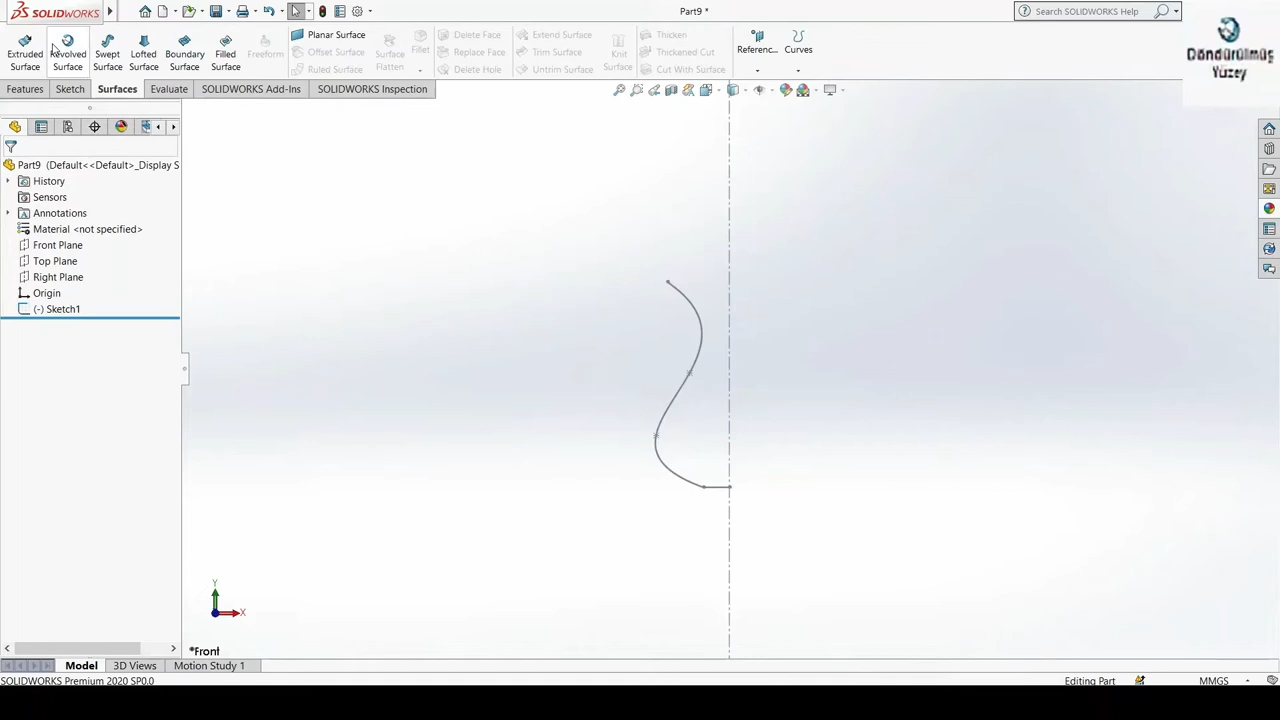 SOLIDWORKS
Part9 *
Search SOLIDWORKS Help
Extruded Surface
Revolved Surface
Swept Surface
Lofted Surface
Boundary Surface
Filled Surface
Freeform
Planar Surface
Offset Surface
Ruled Surface
Surface Flatten
Fillet
Delete Face
Replace Face
Delete Hole
Extend Surface
Trim Surface
Untrim Surface
Knit Surface
Thicken
Thickened Cut
Cut With Surface
Referenc...
Curves
Döndürülmüş
Yüzey
Features
Sketch
Surfaces
Evaluate
SOLIDWORKS Add-Ins
SOLIDWORKS Inspection
Part9 (Default<<Default>_Display S
History
Sensors
Annotations
Material <not specified>
Front Plane
Top Plane
Right Plane
Origin
(-) Sketch1
Y
X
*Front
Model
3D Views
Motion Study 1
SOLIDWORKS Premium 2020 SP0.0
Editing Part
MMGS